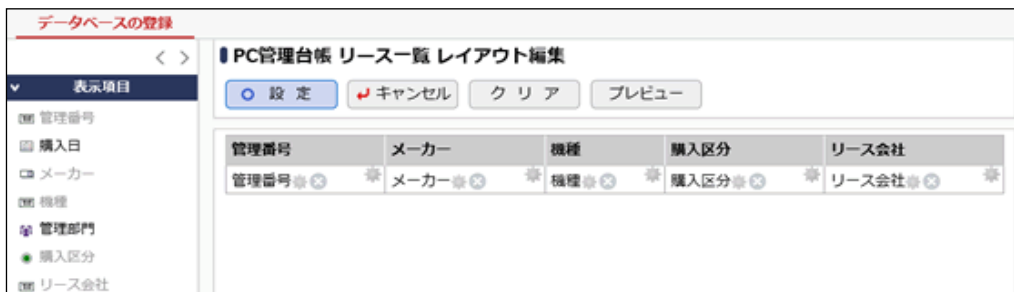 データベースの登録
表示項目
管理番号
購入日
メーカー
機種
管理部門
購入区分
リース会社
PC管理台帳 リース一覧 レイアウト編集
設定 キャンセル クリア プレビュー
管理番号 メーカー 機種 購入区分 リース会社
管理番号 メーカー 機種 購入区分 リース会社